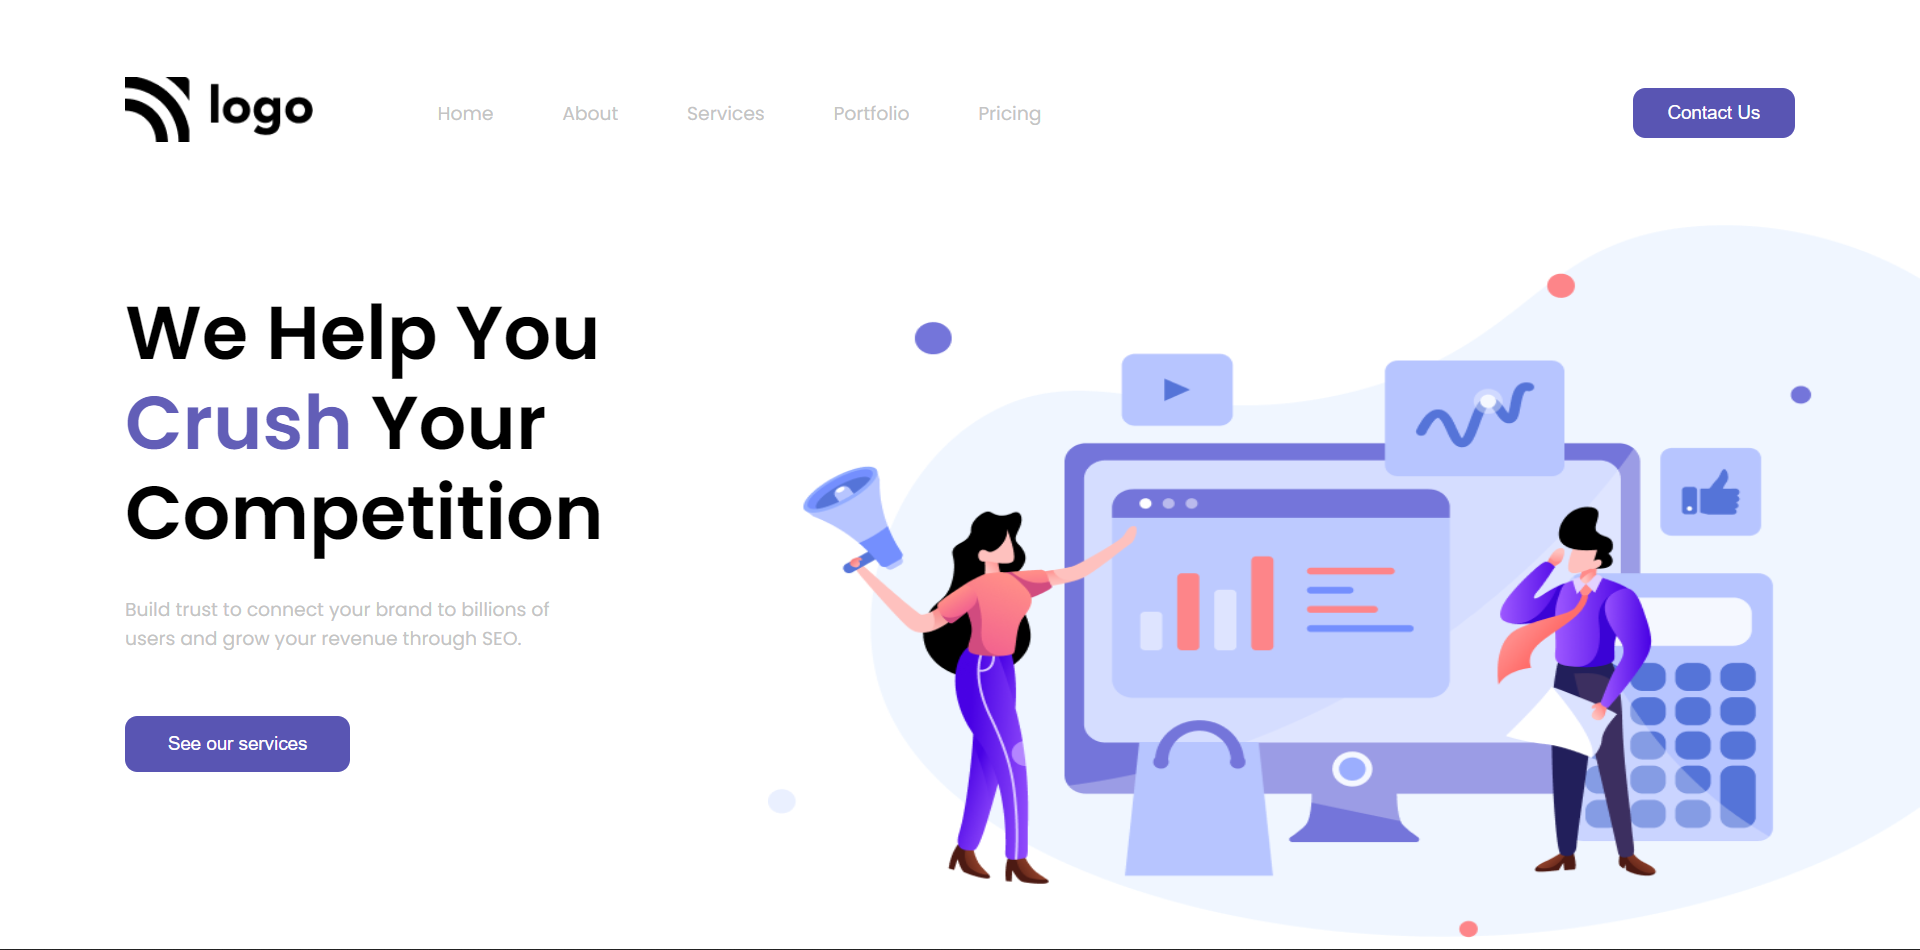 logo
Home
About
Services
Portfolio
Pricing
Contact Us
We Help You
Crush Your
Competition
Build trust to connect your brand to billions of
users and grow your revenue through SEO.
See our services